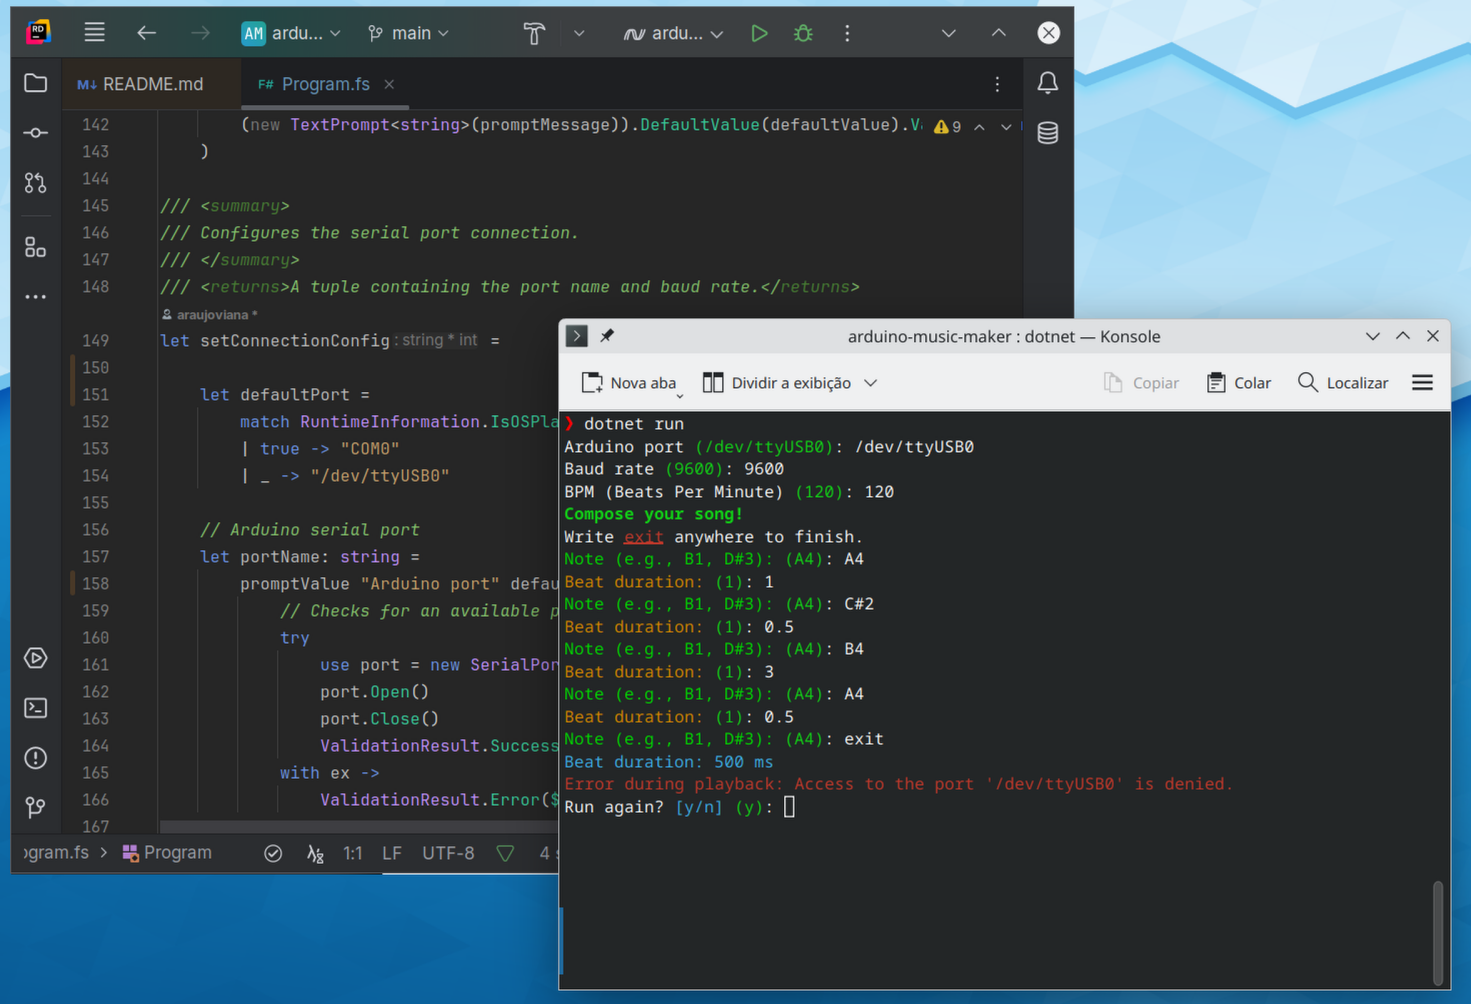 RD
AM ardu...
main
ardu...
README.md
F# Program.fs
142 (new TextPrompt<string>(promptMessage)).DefaultValue(defaultValue).V
9
143 )
144
145 /// <summary>
146 /// Configures the serial port connection.
147 /// </summary>
148 /// <returns>A tuple containing the port name and baud rate.</returns>
araujoviana *
149 let setConnectionConfig : string * int =
150
151 let defaultPort =
152 match RuntimeInformation.IsOSPla
153 | true -> "COM0"
154 | _ -> "/dev/ttyUSB0"
155
156 // Arduino serial port
157 let portName: string =
158 promptValue "Arduino port" defau
159 // Checks for an available p
160 try
161 use port = new SerialPor
162 port.Open()
163 port.Close()
164 ValidationResult.Success
165 with ex ->
166 ValidationResult.Error($
167
ogram.fs > Program
1:1 LF UTF-8 4 s
arduino-music-maker : dotnet — Konsole
Nova aba
Dividir a exibição
Copiar
Colar
Localizar
❯ dotnet run
Arduino port (/dev/ttyUSB0): /dev/ttyUSB0
Baud rate (9600): 9600
BPM (Beats Per Minute) (120): 120
Compose your song!
Write exit anywhere to finish.
Note (e.g., B1, D#3): (A4): A4
Beat duration: (1): 1
Note (e.g., B1, D#3): (A4): C#2
Beat duration: (1): 0.5
Note (e.g., B1, D#3): (A4): B4
Beat duration: (1): 3
Note (e.g., B1, D#3): (A4): A4
Beat duration: (1): 0.5
Note (e.g., B1, D#3): (A4): exit
Beat duration: 500 ms
Error during playback: Access to the port '/dev/ttyUSB0' is denied.
Run again? [y/n] (y):